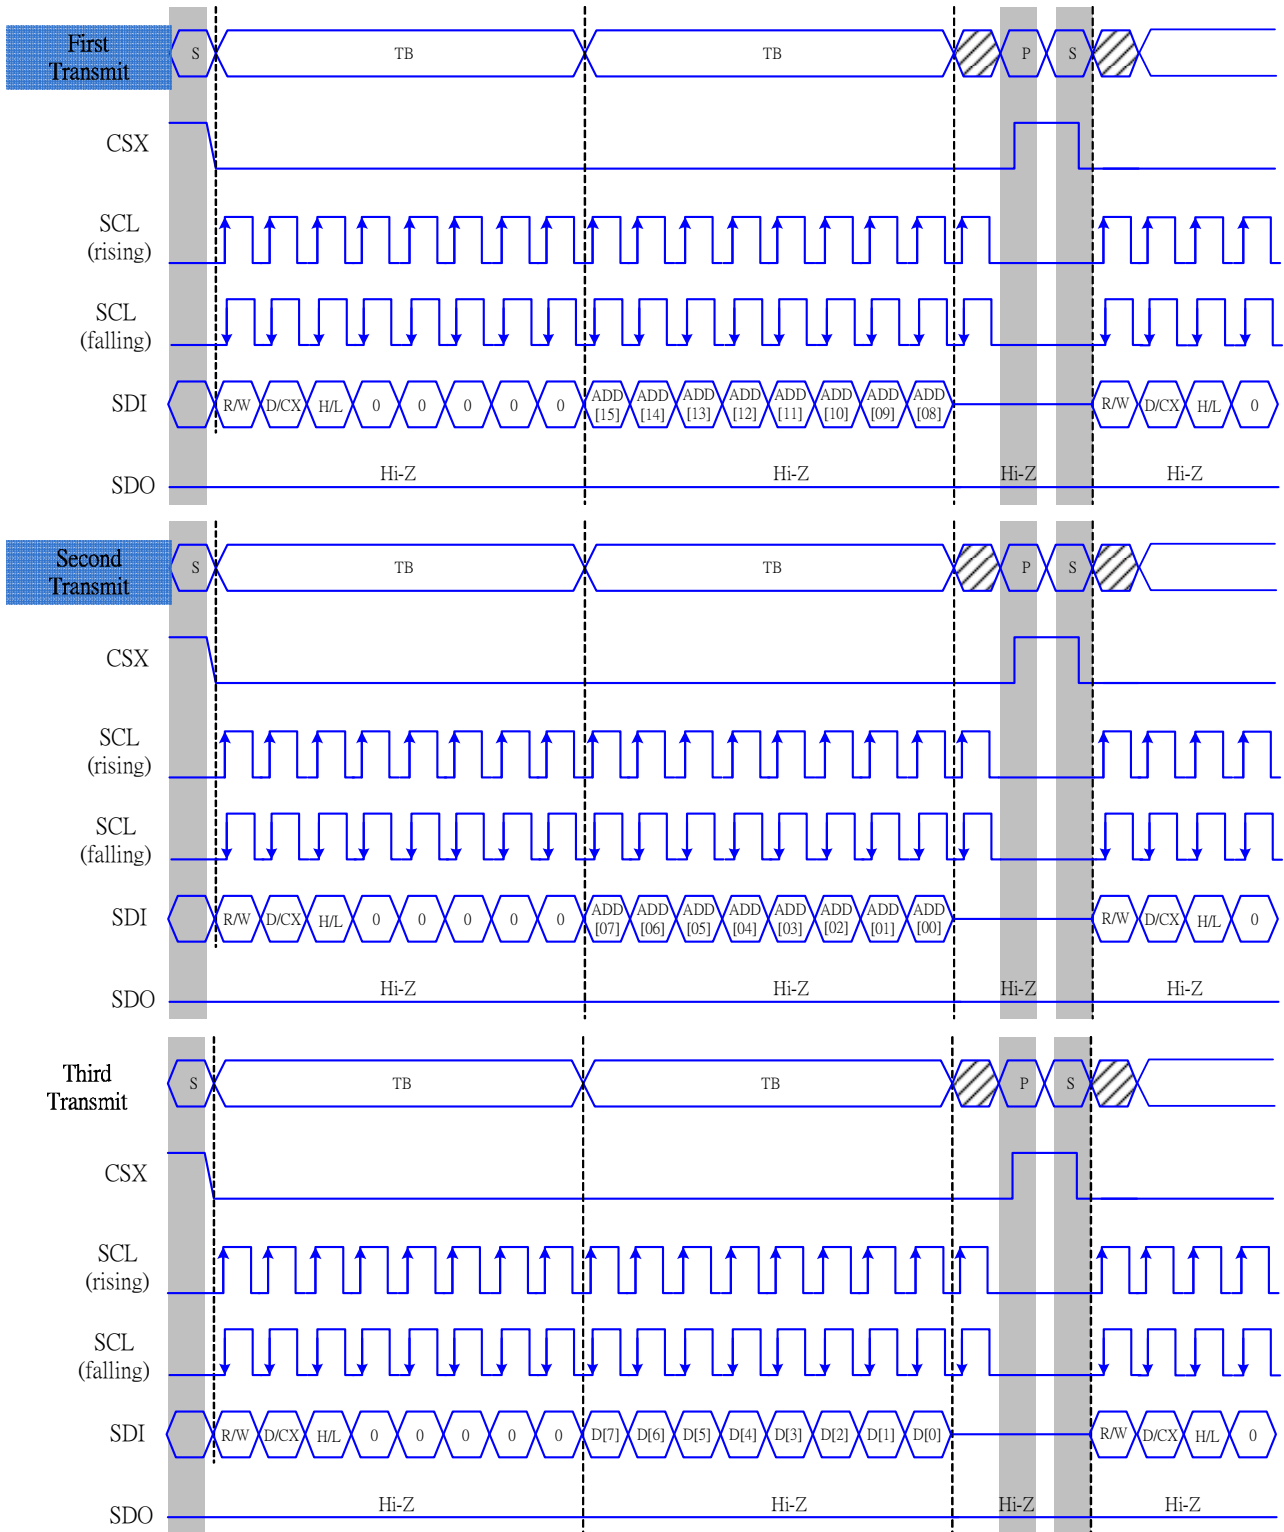 First
Transmit
S TB TB P S
CSX
SCL
(rising)
SCL
(falling)
SDI R/W D/CX H/L 0 0 0 0 0 ADD [15] ADD [14] ADD [13] ADD [12] ADD [11] ADD [10] ADD [09] ADD [08] R/W D/CX H/L 0
SDO Hi-Z Hi-Z Hi-Z Hi-Z
Second
Transmit
S TB TB P S
CSX
SCL
(rising)
SCL
(falling)
SDI R/W D/CX H/L 0 0 0 0 0 ADD [07] ADD [06] ADD [05] ADD [04] ADD [03] ADD [02] ADD [01] ADD [00] R/W D/CX H/L 0
SDO Hi-Z Hi-Z Hi-Z Hi-Z
Third
Transmit
S TB TB P S
CSX
SCL
(rising)
SCL
(falling)
SDI R/W D/CX H/L 0 0 0 0 0 D[7] D[6] D[5] D[4] D[3] D[2] D[1] D[0] R/W D/CX H/L 0
SDO Hi-Z Hi-Z Hi-Z Hi-Z